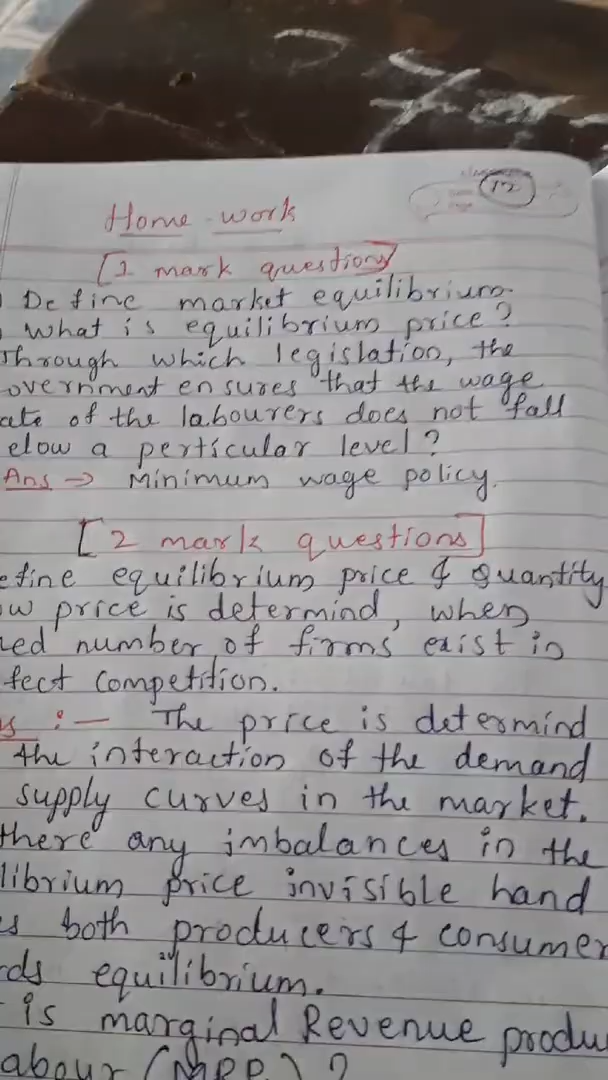 12
Home-work
[1 mark questions]
Define market equilibrium.
What is equilibrium price?
Through which legislation, the
overnment ensures that the wage
ate of the labourers does not fall
elow a perticular level?
Ans → Minimum wage policy.
[2 mark questions]
efine equilibrium price & quantity
ow price is determind, when
ed number of firms exist in
fect competition.
s :— The price is determind
the interaction of the demand
supply curves in the market.
there any imbalances in the
librium price invisible hand
es both producers & consumer
ds equilibrium.
is marginal Revenue produ
abour (MRP)?